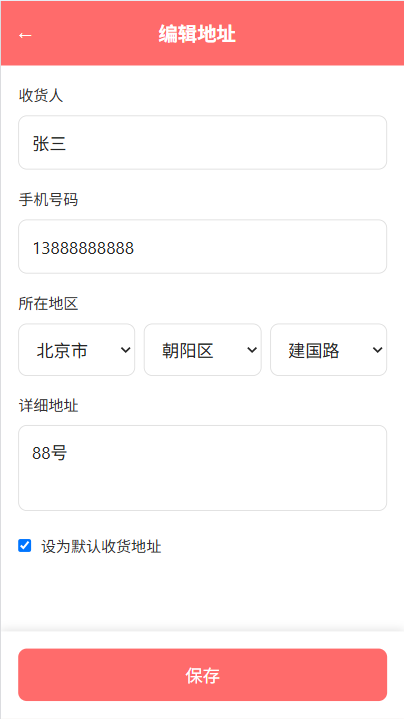 ← 编辑地址
收货人
张三
手机号码
13888888888
所在地区
北京市 朝阳区 建国路
详细地址
88号
设为默认收货地址
保存